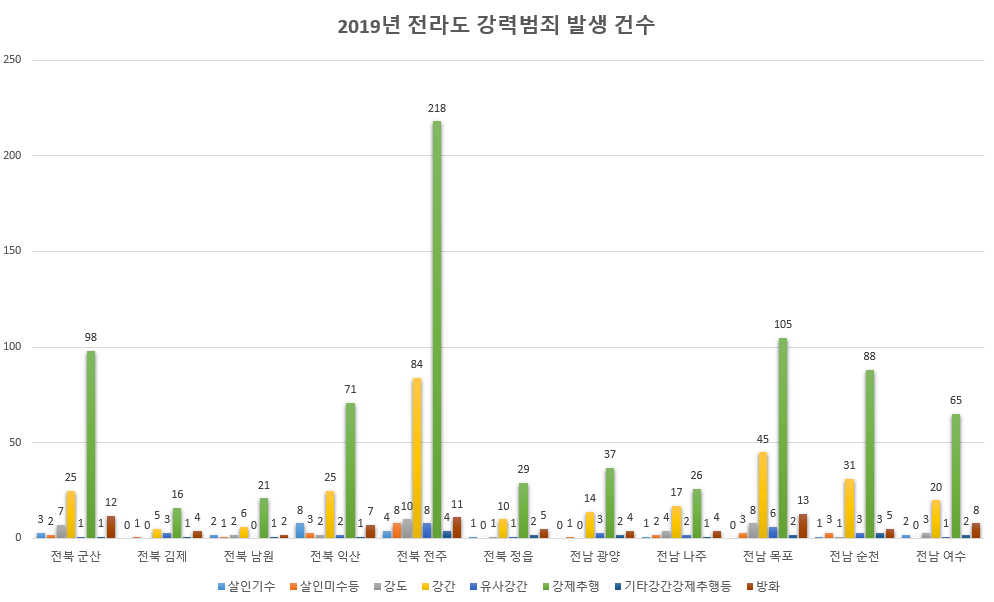 2019년 전라도 강력범죄 발생 건수
250
200
150
100
50
0
3 2 7 25 1 98 1 12
0 1 0 5 3 16 1 4
2 1 2 6 0 21 1 2
8 3 2 25 2 71 1 7
4 8 10 84 8 218 4 11
1 0 1 10 1 29 2 5
0 1 0 14 3 37 2 4
1 2 4 17 2 26 1 4
0 3 8 45 6 105 2 13
1 3 1 31 3 88 3 5
2 0 3 20 1 65 2 8
전북 군산 전북 김제 전북 남원 전북 익산 전북 전주 전북 정읍 전남 광양 전남 나주 전남 목포 전남 순천 전남 여수
살인기수 살인미수등 강도 강간 유사강간 강제추행 기타강간강제추행등 방화